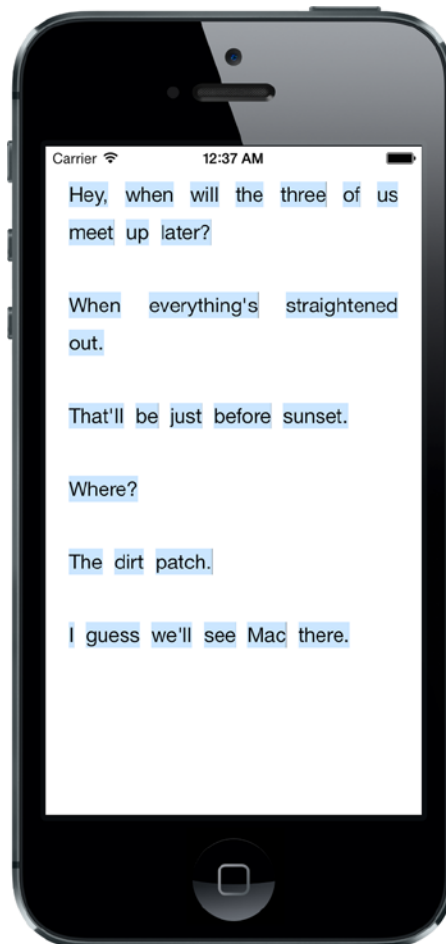 Carrier 12:37 AM
Hey, when will the three of us
meet up later?
When everything's straightened
out.
That'll be just before sunset.
Where?
The dirt patch.
I guess we'll see Mac there.